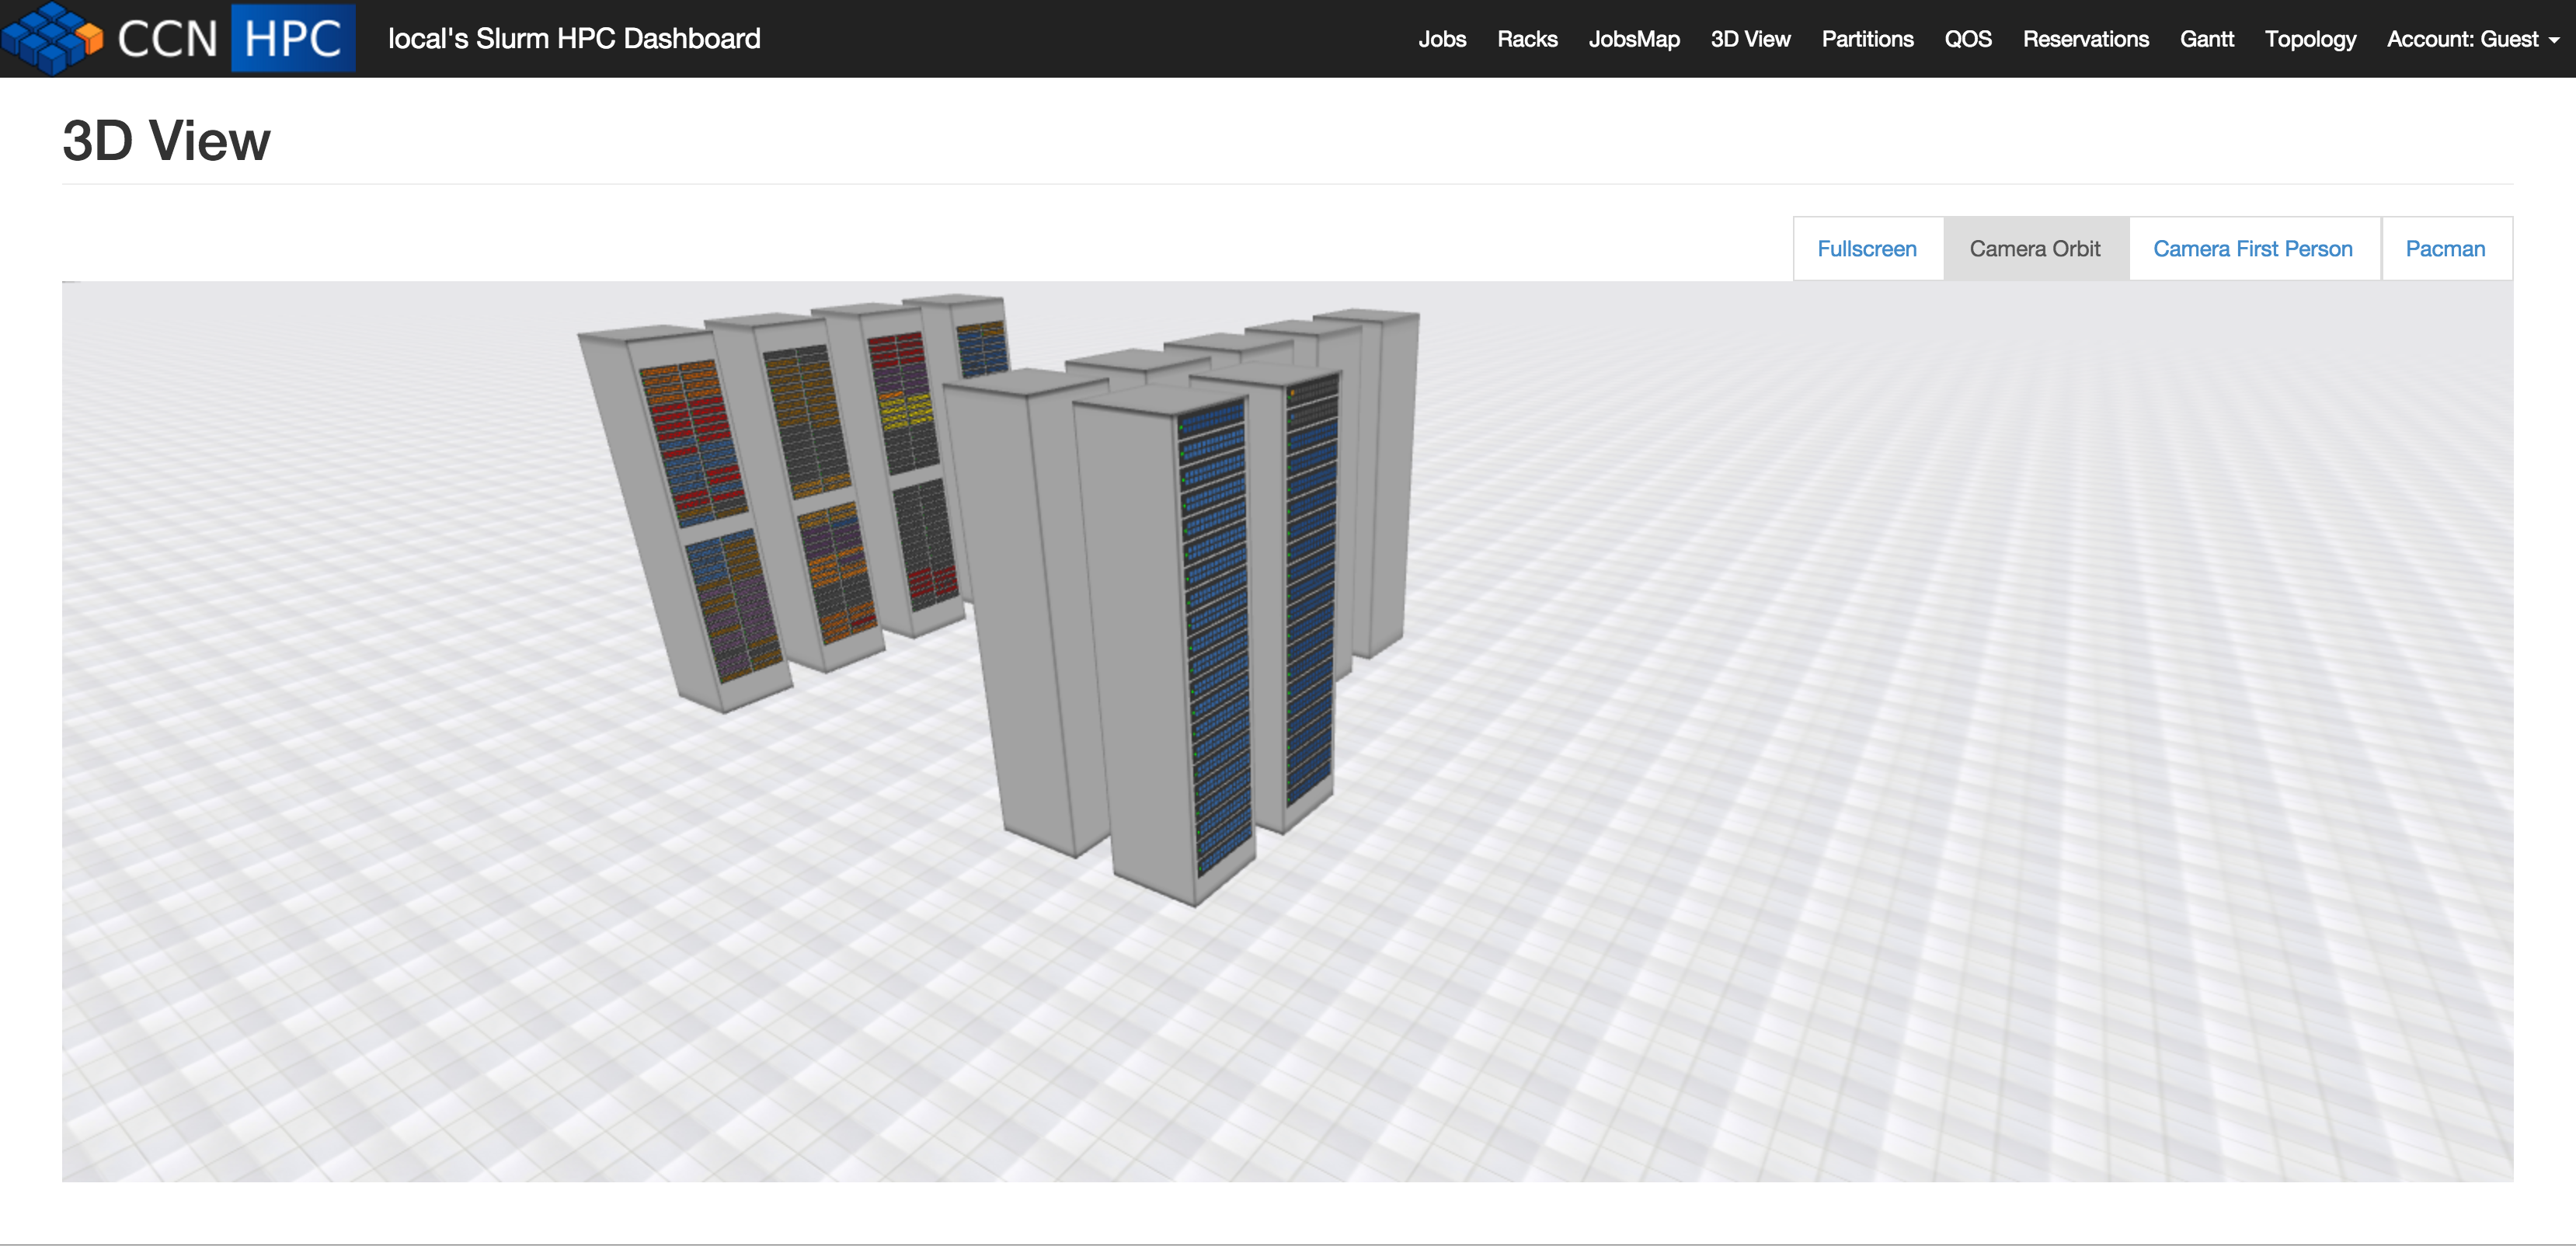 CCN HPC local's Slurm HPC Dashboard Jobs Racks JobsMap 3D View Partitions QOS Reservations Gantt Topology Account: Guest
3D View
Fullscreen Camera Orbit Camera First Person Pacman